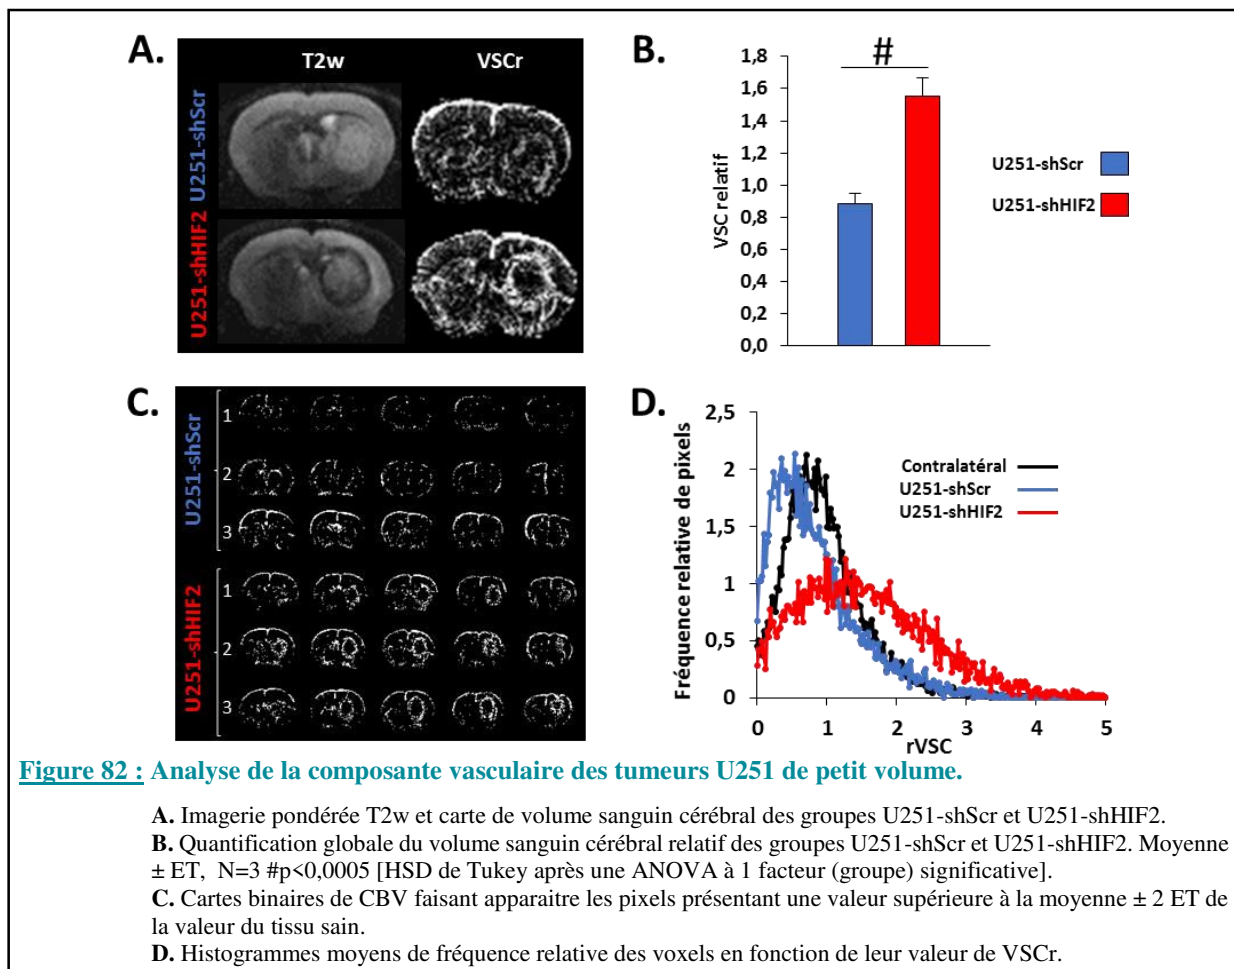 A.
T2w
VSCr
U251-shScr
U251-shHIF2
B.
#
1,8
1,6
1,4
1,2
1,0
0,8
0,6
0,4
0,2
0,0
VSC relatif
U251-shScr
U251-shHIF2
C.
U251-shScr
1
2
3
U251-shHIF2
1
2
3
D.
2,5
2
1,5
1
0,5
0
Fréquence relative de pixels
Contralatéral
U251-shScr
U251-shHIF2
0 1 2 3 4 5
rVSC
Figure 82 : Analyse de la composante vasculaire des tumeurs U251 de petit volume.
A. Imagerie pondérée T2w et carte de volume sanguin cérébral des groupes U251-shScr et U251-shHIF2.
B. Quantification globale du volume sanguin cérébral relatif des groupes U251-shScr et U251-shHIF2. Moyenne
± ET, N=3 #p<0,0005 [HSD de Tukey après une ANOVA à 1 facteur (groupe) significative].
C. Cartes binaires de CBV faisant apparaitre les pixels présentant une valeur supérieure à la moyenne ± 2 ET de
la valeur du tissu sain.
D. Histogrammes moyens de fréquence relative des voxels en fonction de leur valeur de VSCr.